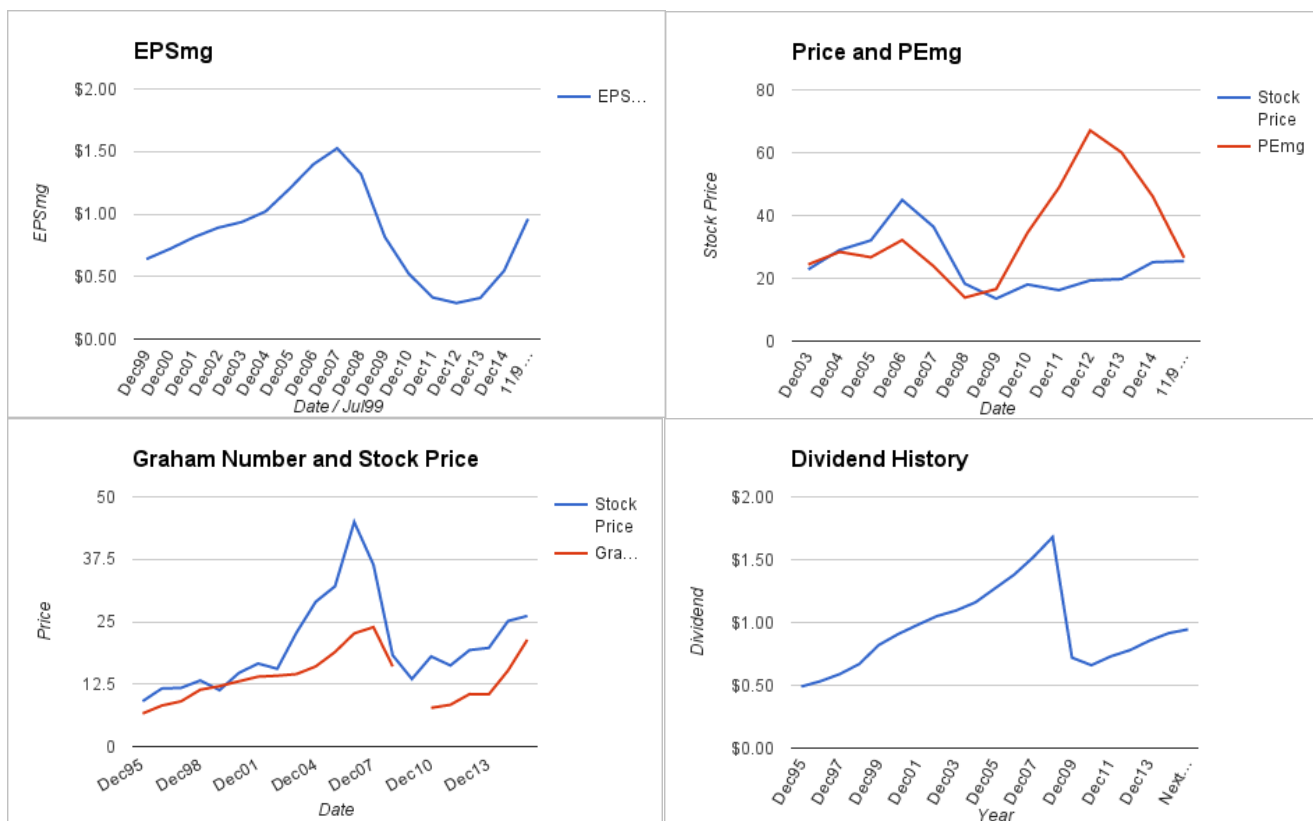 EPSmg
$2.00
$1.50
$1.00
$0.50
$0.00
EPSmg
EPS...
Dec99
Dec00
Dec01
Dec02
Dec03
Dec04
Dec05
Dec06
Dec07
Dec08
Dec09
Dec10
Dec11
Dec12
Dec13
Dec14
11/9 ...
Date / Jul99
Price and PEmg
80
60
40
20
0
Stock Price
Stock
Price
PEmg
Dec03
Dec04
Dec05
Dec06
Dec07
Dec08
Dec09
Dec10
Dec11
Dec12
Dec13
Dec14
11/9 ...
Date
Graham Number and Stock Price
50
37.5
25
12.5
0
Price
Stock
Price
Gra...
Dec95
Dec98
Dec01
Dec04
Dec07
Dec10
Dec13
Date
Dividend History
$2.00
$1.50
$1.00
$0.50
$0.00
Dividend
Dec95
Dec97
Dec99
Dec01
Dec03
Dec05
Dec07
Dec09
Dec11
Dec13
Next...
Year